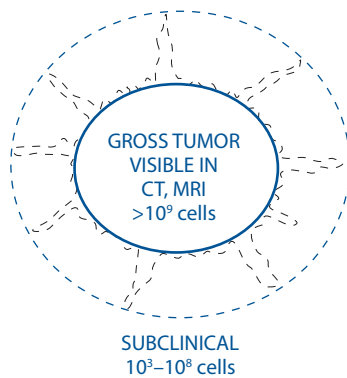 GROSS TUMOR
VISIBLE IN
CT, MRI
>10⁹ cells
SUBCLINICAL
10³–10⁸ cells